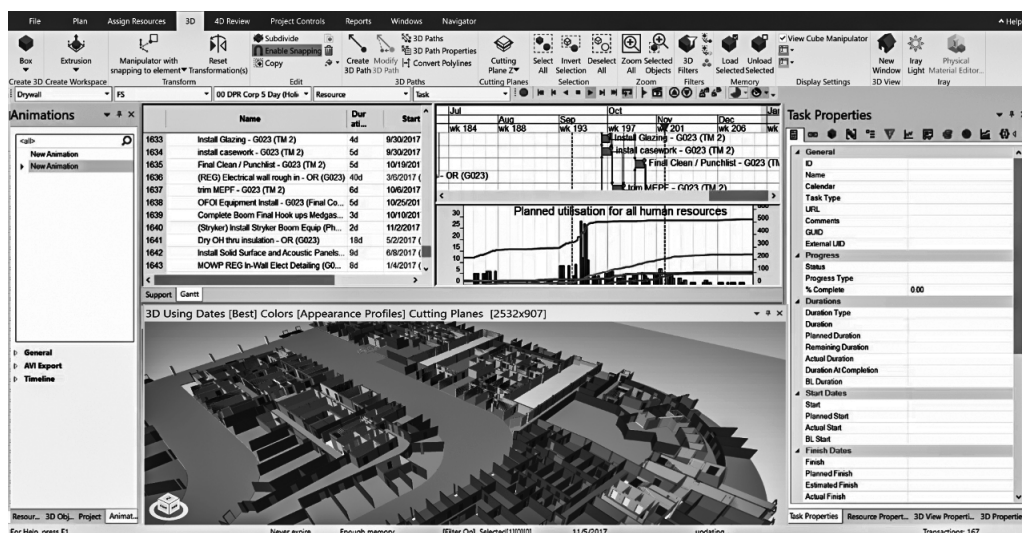 File Plan Assign Resources 3D 4D Review Project Controls Reports Windows Navigator Help
Box Extrusion Manipulator with snapping to element Reset Transformation(s) Subdivide Enable Snapping Copy Create 3D Path Modify 3D Path 3D Paths 3D Path Properties Convert Polylines Cutting Plane Z Select All Invert Selection Deselect All Zoom All Selected Objects 3D Filters Load Selected Unload Selected View Cube Manipulator New Window Iray Light Physical Material Editor...
Create 3D Create Workspace Transform Edit 3D Paths Cutting Planes Selection Zoom Filters Memory Display Settings 3D View Iray
Drywall FS 00 DPR Corp 5 Day (Holi Resource Task
Animations
<all>
New Animation
New Animation
General
AVI Export
Timeline
Resour... 3D Obj... Project Animat...
Name Dur ati... Start
1633 Install Glazing - G023 (TM 2) 4d 9/30/2017
1634 install casework - G023 (TM 2) 5d 9/30/2017
1635 Final Clean / Punchlist - G023 (TM 2) 5d 10/19/201
1636 (REG) Electrical wall rough in - OR (G023) 40d 3/6/2017 (
1637 trim MEPF - G023 (TM 2) 6d 10/6/2017
1638 OFOI Equipment Install - G023 (Final Co... 5d 10/25/201
1639 Complete Boom Final Hook ups Medgas... 3d 10/10/201
1640 (Stryker) Install Stryker Boom Equip (Ph... 2d 11/2/2017
1641 Dry OH thru insulation - OR (G023) 18d 5/2/2017 (
1642 Install Solid Surface and Acoustic Panels... 9d 6/8/2017 (
1643 MOWP REG In-Wall Elect Detailing (G0... 8d 1/4/2017 (
Support Gantt
Jul Oct Jan
Aug Sep Nov Dec
wk 184 wk 188 wk 193 wk 197 wk 201 wk 206 wk
Install Glazing - G023 (TM 2)
install casework - G023 (TM 2)
Final Clean / Punchlist - G023 (TM
- OR (G023)
trim MEPF - G023 (TM 2)
Planned utilisation for all human resources
30 25 20 15 10 5 0
500 400 300 200 100 0
3D Using Dates [Best] Colors [Appearance Profiles] Cutting Planes [2532x907]
Task Properties
General
ID
Name
Calendar
Task Type
URL
Comments
GUID
External UID
Progress
Status
Progress Type
% Complete 0.00
Durations
Duration Type
Duration
Planned Duration
Remaining Duration
Actual Duration
Duration At Completion
BL Duration
Start Dates
Start
Planned Start
Actual Start
BL Start
Finish Dates
Finish
Planned Finish
Estimated Finish
Actual Finish
Task Properties Resource Propert... 3D View Properti... 3D Propertie
For Help, press F1 Never expire Enough memory 11/5/2017 updating Transactions: 167